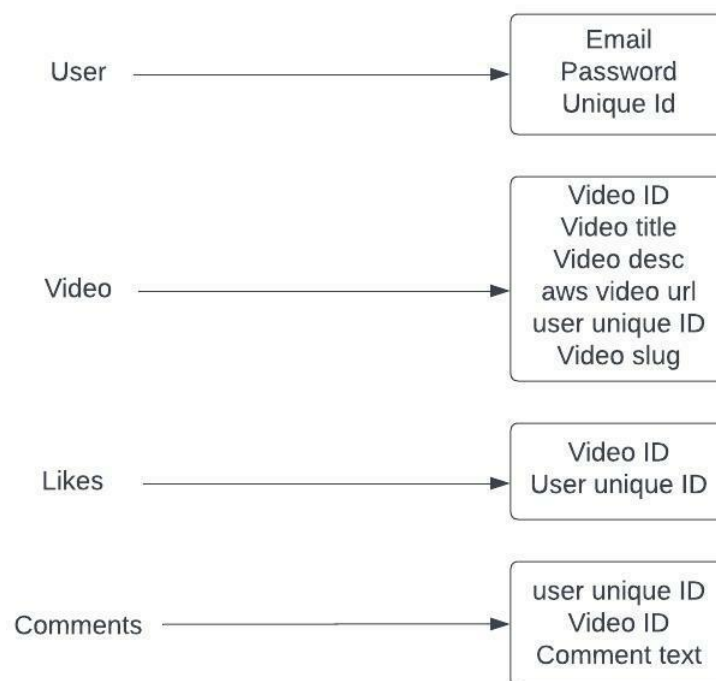 User
Email
Password
Unique Id
Video
Video ID
Video title
Video desc
aws video url
user unique ID
Video slug
Likes
Video ID
User unique ID
Comments
user unique ID
Video ID
Comment text